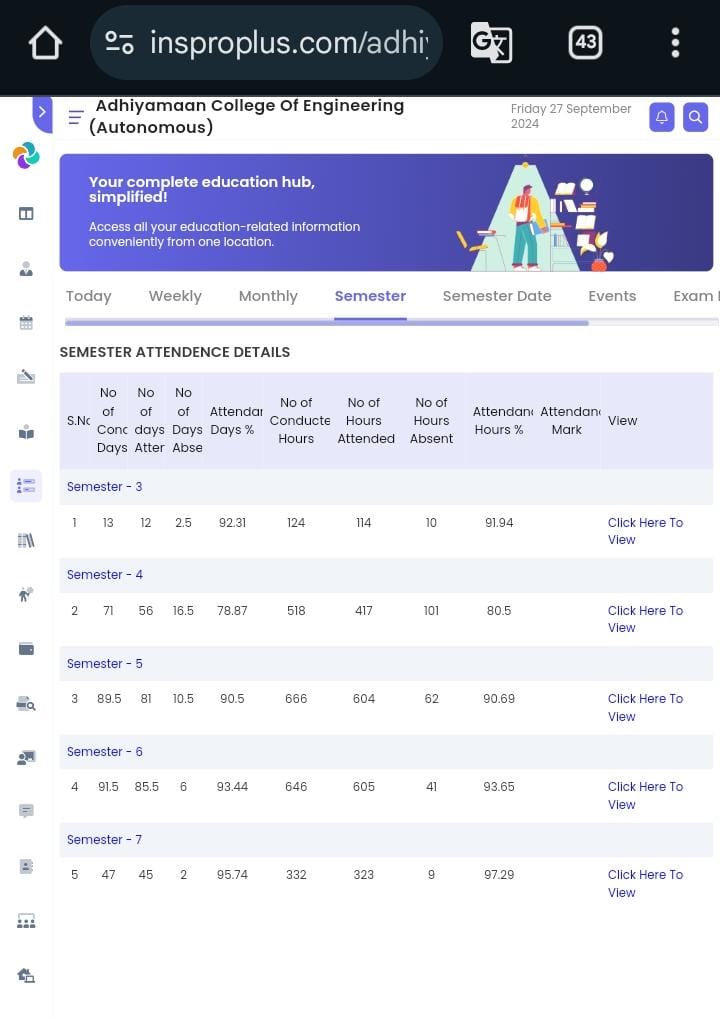 insproplus.com/adhiy
43
Adhiyamaan College Of Engineering
(Autonomous)
Friday 27 September
2024
Your complete education hub,
simplified!
Access all your education-related information
conveniently from one location.
Today Weekly Monthly Semester Semester Date Events Exam
SEMESTER ATTENDENCE DETAILS
S.No
No of Conc Days
No of days Atter
No of Days Abse
Attendan Days %
No of Conducte Hours
No of Hours Attended
No of Hours Absent
Attendanc Hours %
Attendanc Mark
View
Semester - 3
1 13 12 2.5 92.31 124 114 10 91.94 Click Here To
View
Semester - 4
2 71 56 16.5 78.87 518 417 101 80.5 Click Here To
View
Semester - 5
3 89.5 81 10.5 90.5 666 604 62 90.69 Click Here To
View
Semester - 6
4 91.5 85.5 6 93.44 646 605 41 93.65 Click Here To
View
Semester - 7
5 47 45 2 95.74 332 323 9 97.29 Click Here To
View